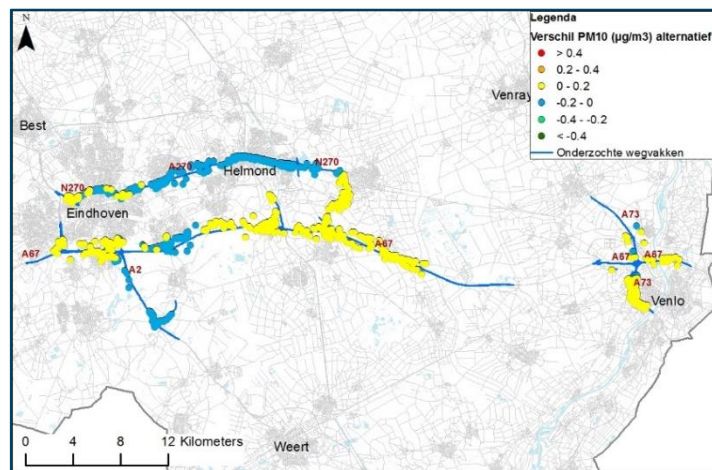 N
Legenda
Verschil PM10 (µg/m3) alternatief
> 0.4
0.2 - 0.4
0 - 0.2
-0.2 - 0
-0.4 - -0.2
< -0.4
Onderzochte wegvakken
Venray
Best
A270
Helmond
N270
N270
Eindhoven
A73
A67
A67
A67
A67
A2
A73
Venlo
0 4 8 12 Kilometers
Weert